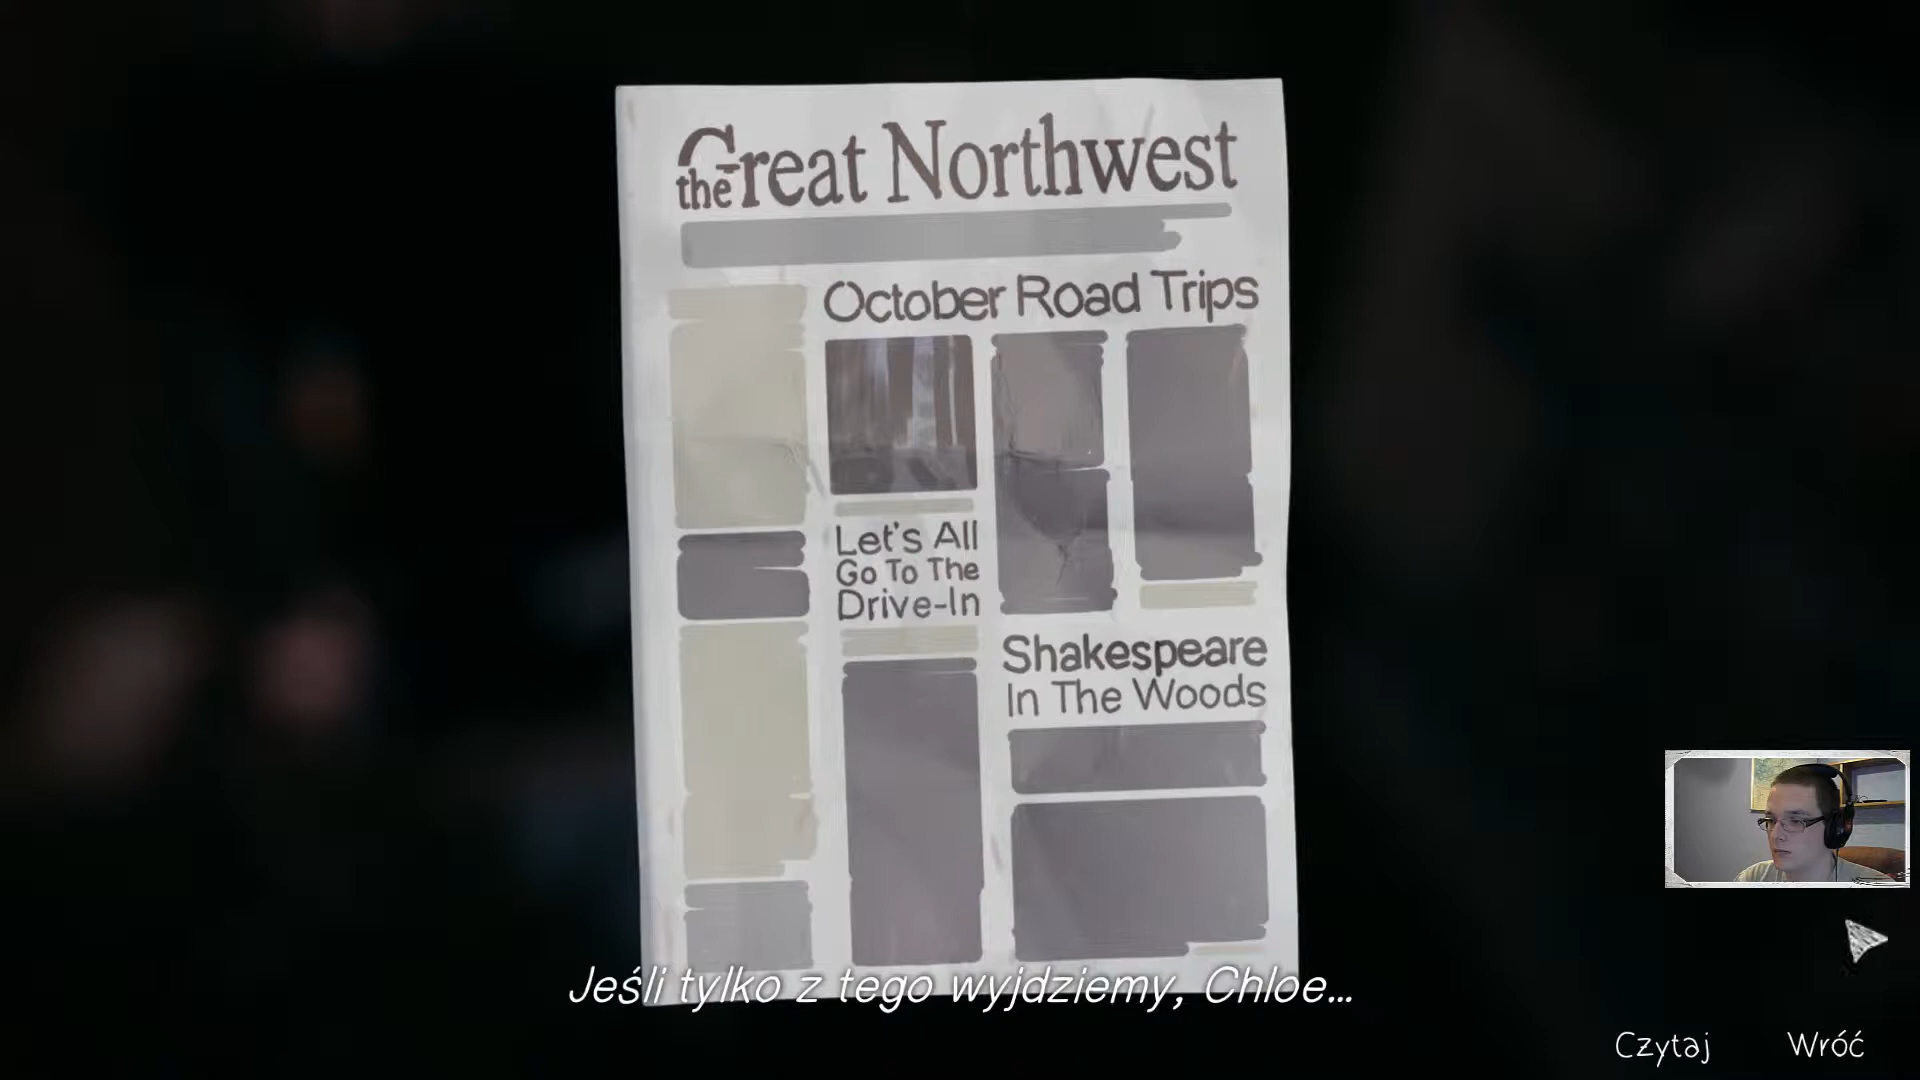 the Great Northwest
October Road Trips
Let's All
Go To The
Drive-In
Shakespeare
In The Woods
Jeśli tylko z tego wyjdziemy, Chloe...
Czytaj
Wróć